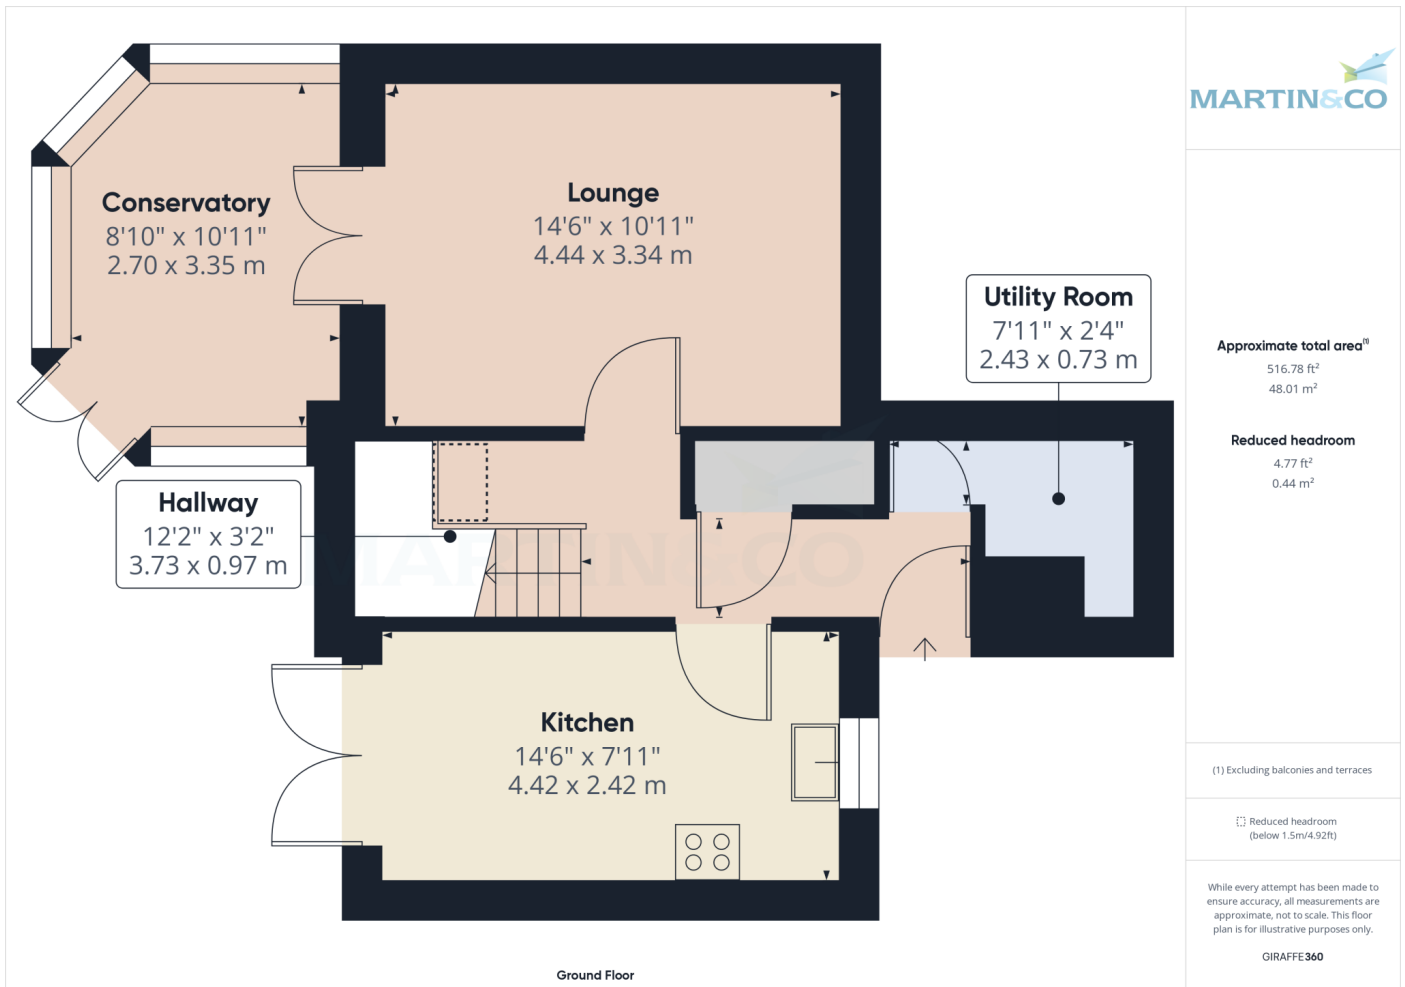 Conservatory
8'10" x 10'11"
2.70 x 3.35 m
Lounge
14'6" x 10'11"
4.44 x 3.34 m
Utility Room
7'11" x 2'4"
2.43 x 0.73 m
Hallway
12'2" x 3'2"
3.73 x 0.97 m
MARTIN&CO
Kitchen
14'6" x 7'11"
4.42 x 2.42 m
Ground Floor
MARTIN&CO
Approximate total area(1)
516.78 ft²
48.01 m²
Reduced headroom
4.77 ft²
0.44 m²
(1) Excluding balconies and terraces
Reduced headroom
(below 1.5m/4.92ft)
While every attempt has been made to
ensure accuracy, all measurements are
approximate, not to scale. This floor
plan is for illustrative purposes only.
GIRAFFE360